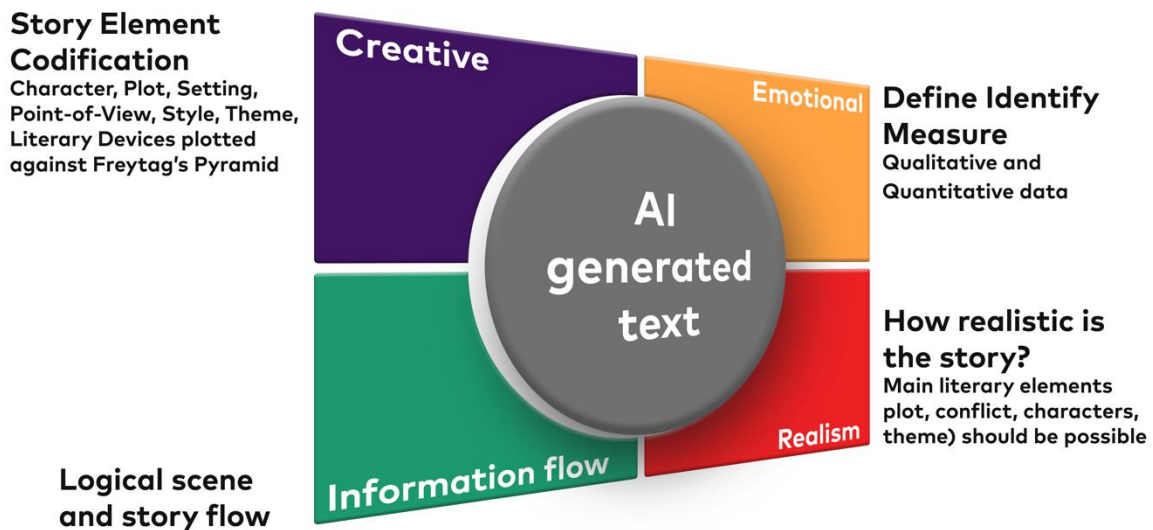 Story Element
Codification
Character, Plot, Setting,
Point-of-View, Style, Theme,
Literary Devices plotted
against Freytag's Pyramid
Creative
Emotional
Define Identify
Measure
Qualitative and
Quantitative data
AI
generated
text
How realistic is
the story?
Main literary elements
plot, conflict, characters,
theme) should be possible
Realism
Information flow
Logical scene
and story flow